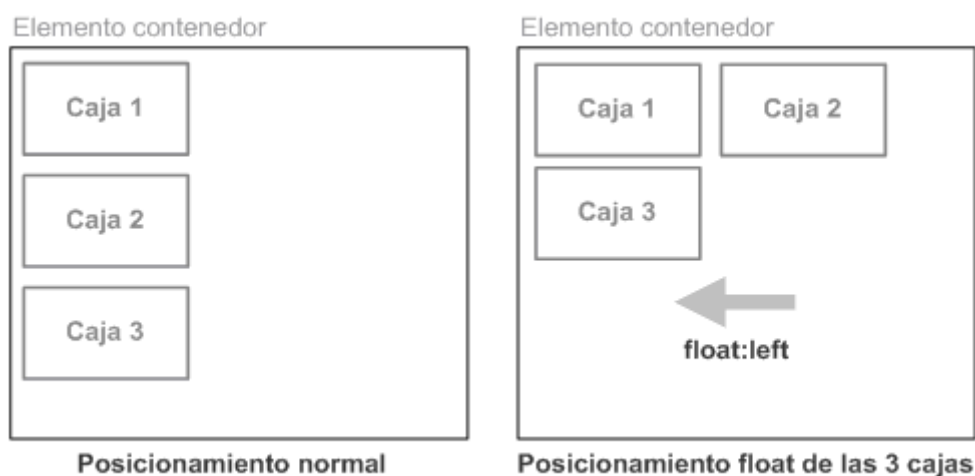 Elemento contenedor
Caja 1
Caja 2
Caja 3
Posicionamiento normal
Elemento contenedor
Caja 1
Caja 2
Caja 3
float:left
Posicionamiento float de las 3 cajas